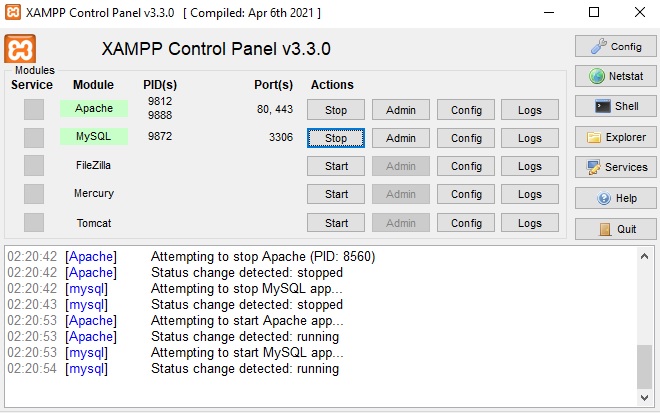 XAMPP Control Panel v3.3.0 [ Compiled: Apr 6th 2021 ]
XAMPP Control Panel v3.3.0
Config
Modules
Service Module PID(s) Port(s) Actions
Netstat
Apache 9812 9888 80, 443 Stop Admin Config Logs
Shell
MySQL 9872 3306 Stop Admin Config Logs
Explorer
FileZilla Start Admin Config Logs
Services
Mercury Start Admin Config Logs
Help
Tomcat Start Admin Config Logs
Quit
02:20:42 [Apache] Attempting to stop Apache (PID: 8560)
02:20:42 [Apache] Status change detected: stopped
02:20:42 [mysql] Attempting to stop MySQL app...
02:20:43 [mysql] Status change detected: stopped
02:20:53 [Apache] Attempting to start Apache app...
02:20:53 [Apache] Status change detected: running
02:20:53 [mysql] Attempting to start MySQL app...
02:20:54 [mysql] Status change detected: running